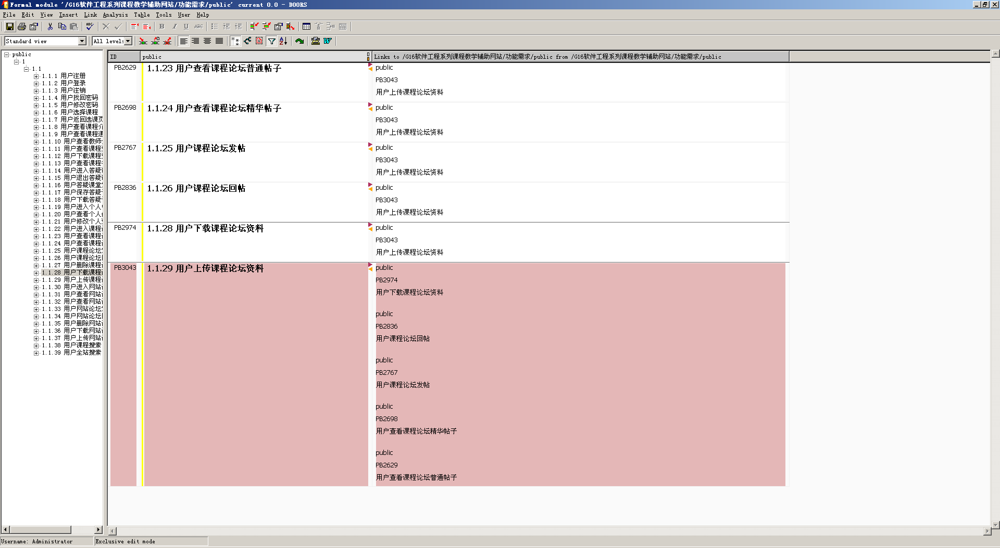 Formal module '/G16软件工程系列课程教学辅助网站/功能需求/public' current 0.0 - DOORS
File Edit View Insert Link Analysis Table Tools User Help
Standard view All levels
public
1
1.1
1.1.1 用户注册
1.1.2 用户登录
1.1.3 用户注销
1.1.4 用户找回密码
1.1.5 用户修改密码
1.1.6 用户选择课程
1.1.7 用户返回选课页
1.1.8 用户查看课程介
1.1.9 用户查看课程通
1.1.10 用户查看教师
1.1.11 用户查看课程
1.1.12 用户下载课程
1.1.13 用户查看课程
1.1.14 用户进入答疑
1.1.15 用户退出答疑
1.1.16 用户答疑课堂
1.1.17 用户保存答疑
1.1.18 用户下载答疑
1.1.19 用户进入个人
1.1.20 用户查看个人
1.1.21 用户修改个人
1.1.22 用户进入课程
1.1.23 用户查看课程
1.1.24 用户查看课程
1.1.25 用户课程论坛
1.1.26 用户课程论坛
1.1.27 用户删除课程
1.1.28 用户下载课程
1.1.29 用户上传课程
1.1.30 用户进入网站
1.1.31 用户查看网站
1.1.32 用户查看网站
1.1.33 用户网站论坛
1.1.34 用户网站论坛
1.1.35 用户删除网站
1.1.36 用户下载网站
1.1.37 用户上传网站
1.1.38 用户课程搜索
1.1.39 用户全站搜索
ID public Links to /G16软件工程系列课程教学辅助网站/功能需求/public from /G16软件工程系列课程教学辅助网站/功能需求/public
PB2629 1.1.23 用户查看课程论坛普通帖子 public
PB3043
用户上传课程论坛资料
PB2698 1.1.24 用户查看课程论坛精华帖子 public
PB3043
用户上传课程论坛资料
PB2767 1.1.25 用户课程论坛发帖 public
PB3043
用户上传课程论坛资料
PB2836 1.1.26 用户课程论坛回帖 public
PB3043
用户上传课程论坛资料
PB2974 1.1.28 用户下载课程论坛资料 public
PB3043
用户上传课程论坛资料
PB3043 1.1.29 用户上传课程论坛资料 public
PB2974
用户下载课程论坛资料
public
PB2836
用户课程论坛回帖
public
PB2767
用户课程论坛发帖
public
PB2698
用户查看课程论坛精华帖子
public
PB2629
用户查看课程论坛普通帖子
Username: Administrator Exclusive edit mode